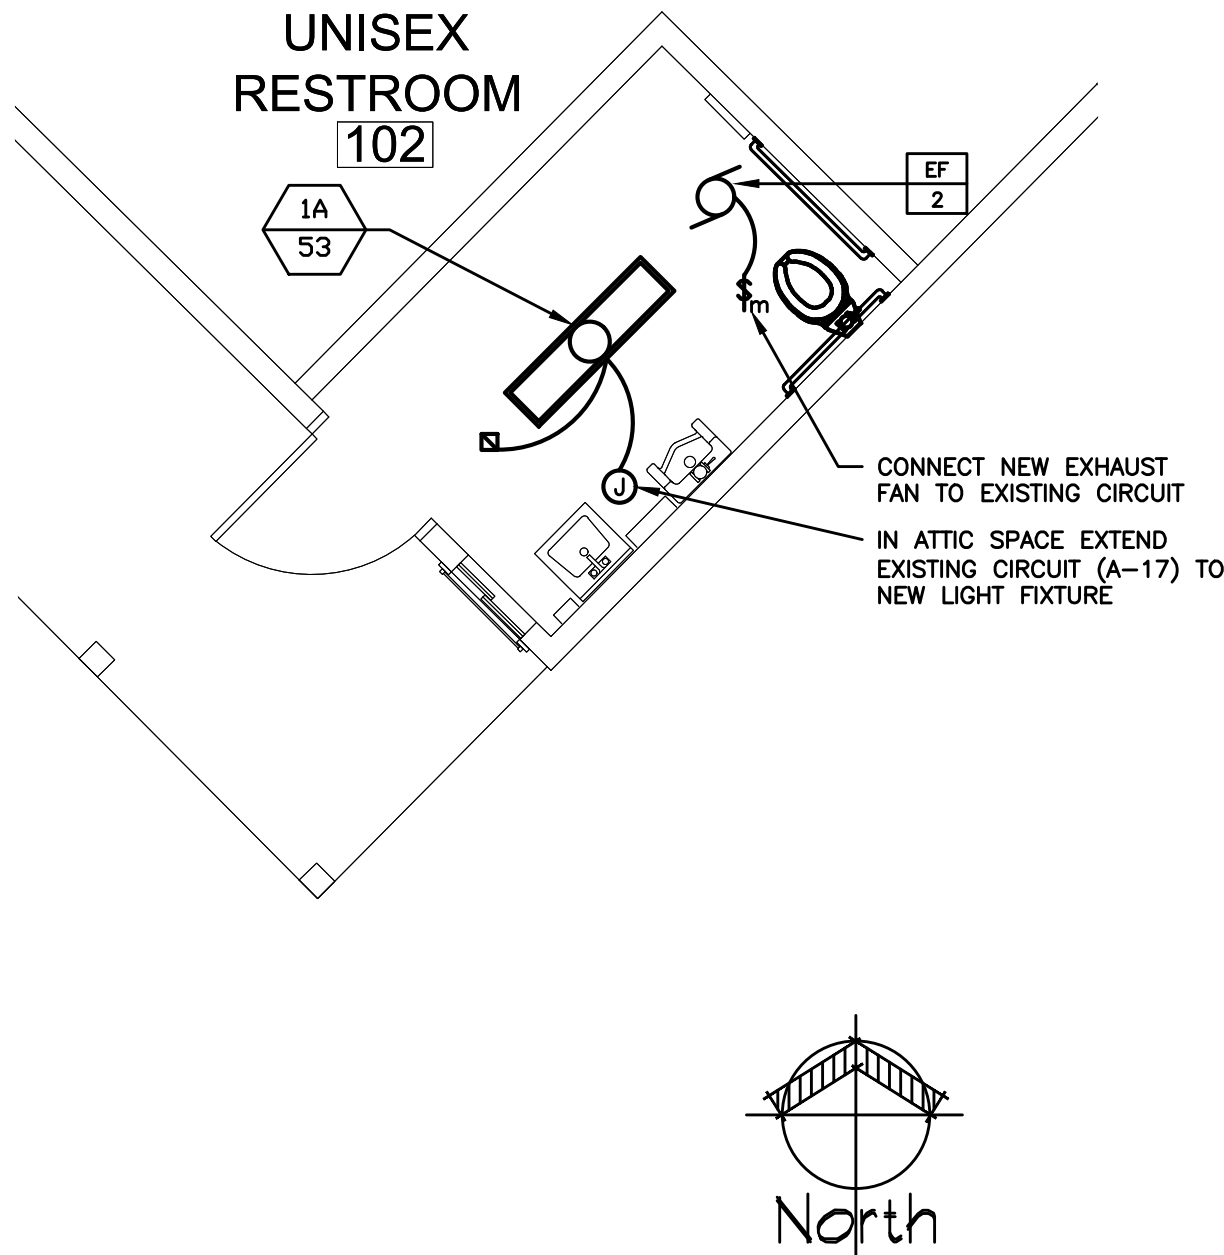 UNISEX
RESTROOM
102
1A
53
EF
2
$m
J
CONNECT NEW EXHAUST
FAN TO EXISTING CIRCUIT
IN ATTIC SPACE EXTEND
EXISTING CIRCUIT (A-17) TO
NEW LIGHT FIXTURE
North